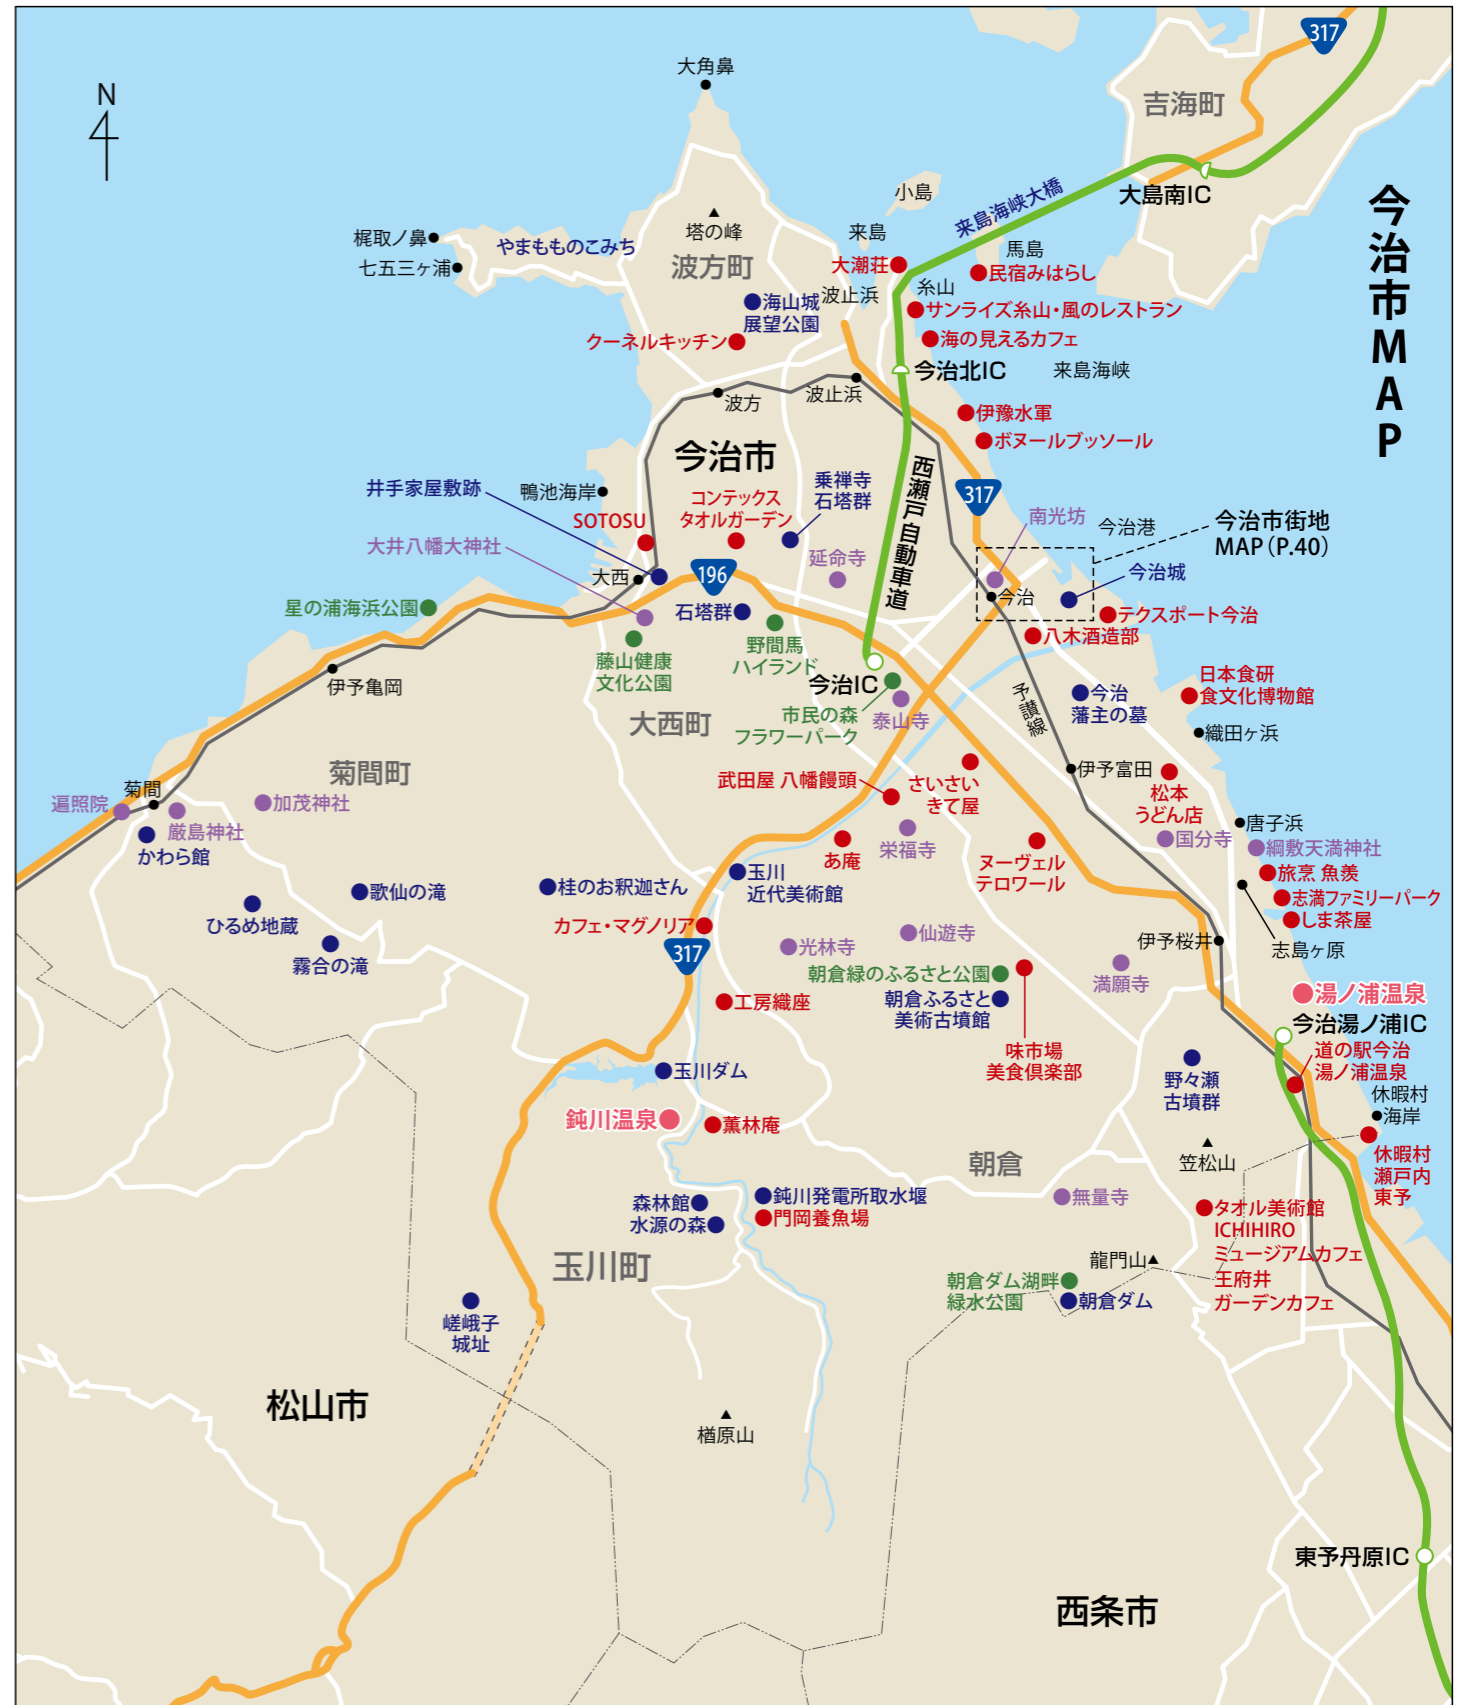 今治市MAP
N
317
大角鼻
吉海町
小島
来島海峡大橋
大島南IC
塔の峰
来島
梶取ノ鼻
やまもものこみち
七五三ヶ浦
波方町
大潮荘
馬島
民宿みはらし
糸山
波止浜
海山城
展望公園
サンライズ糸山・風のレストラン
クーネルキッチン
海の見えるカフェ
今治北IC
来島海峡
波方
波止浜
伊豫水軍
ボヌールブッソール
今治市
西瀬戸自動車道
井手家屋敷跡
鴨池海岸
コンテックス
タオルガーデン
乗禅寺
石塔群
317
南光坊
今治港
今治市街地
MAP（P.40）
SOTOSU
大井八幡大神社
大西
196
延命寺
今治城
今治
星の浦海浜公園
石塔群
テクスポート今治
八木酒造部
藤山健康
文化公園
野間馬
ハイランド
伊予亀岡
今治IC
予讃線
今治
藩主の墓
日本食研
食文化博物館
大西町
市民の森
フラワーパーク
泰山寺
織田ヶ浜
菊間町
武田屋 八幡饅頭
さいさい
きて屋
伊予富田
松本
うどん店
遍照院
菊間
加茂神社
厳島神社
かわら館
唐子浜
国分寺
綱敷天満神社
あ庵
栄福寺
ヌーヴェル
テロワール
旅烹 魚羨
志満ファミリーパーク
しま茶屋
歌仙の滝
桂のお釈迦さん
玉川
近代美術館
ひるめ地蔵
カフェ・マグノリア
霧合の滝
317
光林寺
仙遊寺
伊予桜井
志島ヶ原
朝倉緑のふるさと公園
満願寺
朝倉ふるさと
美術古墳館
工房織座
湯ノ浦温泉
今治湯ノ浦IC
味市場
美食倶楽部
道の駅今治
湯ノ浦温泉
玉川ダム
野々瀬
古墳群
休暇村
海岸
鈍川温泉
薫林庵
朝倉
笠松山
休暇村
瀬戸内
東予
森林館
水源の森
鈍川発電所取水堰
門岡養魚場
無量寺
タオル美術館
ICHIHIRO
ミュージアムカフェ
王府井
ガーデンカフェ
玉川町
龍門山
朝倉ダム湖畔
緑水公園
朝倉ダム
嵯峨子
城址
松山市
楢原山
東予丹原IC
西条市